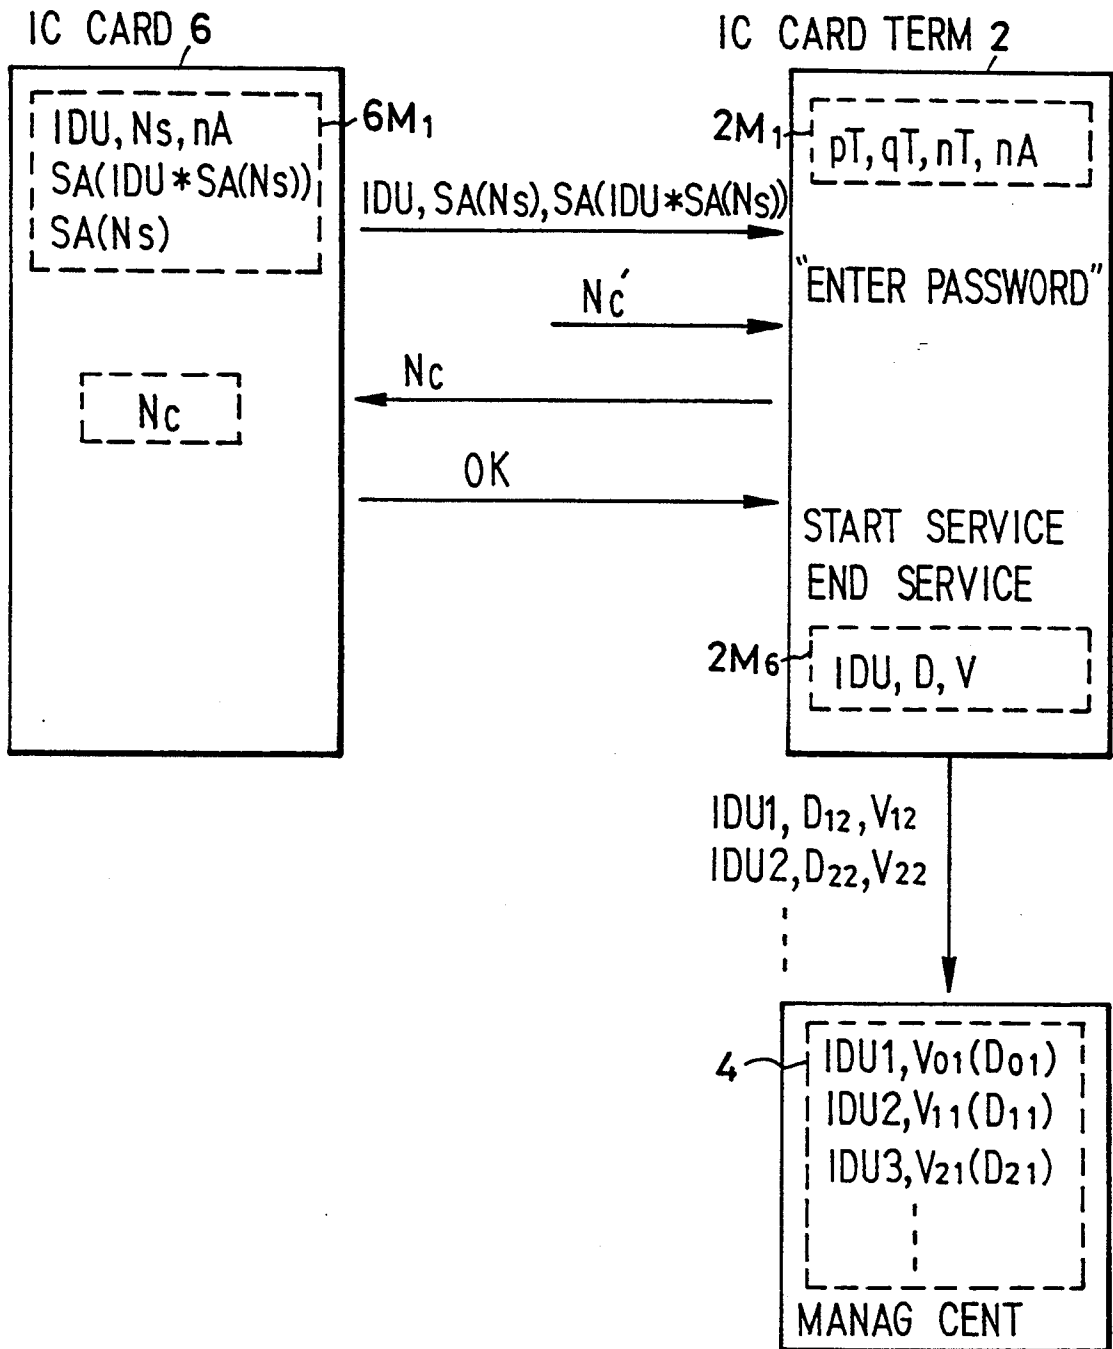 IC CARD 6
IC CARD TERM 2
IDU, Ns, nA
SA(IDU*SA(Ns))
SA(Ns)
6M1
2M1
pT, qT, nT, nA
IDU, SA(Ns), SA(IDU*SA(Ns))
"ENTER PASSWORD"
Nc'
Nc
Nc
OK
START SERVICE
END SERVICE
2M6
IDU, D, V
IDU1, D12, V12
IDU2, D22, V22
4
IDU1, V01(D01)
IDU2, V11(D11)
IDU3, V21(D21)
MANAG CENT